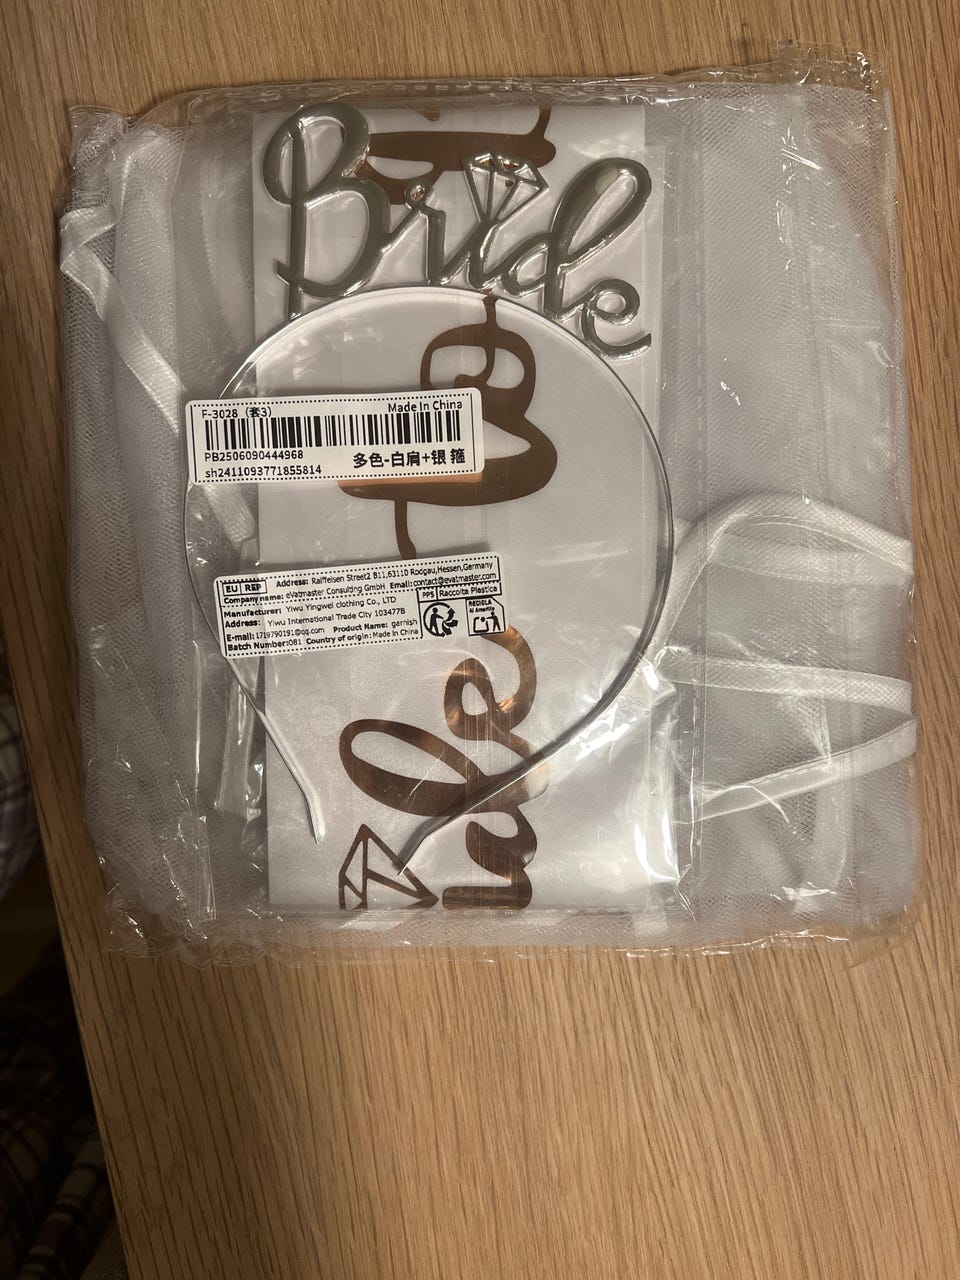 Bride
F-3028 (套3)
Made In China
PB2506090444968
sh2411093771855814
多色-白肩+银 箍
EU REP
Address: Raiffeisen Street2 B11,63110 Rodgau,Hessen,Germany
Company name: eVatmaster Consulting GmbH Email:contact@evatmaster.com
Manufacturer: Yiwu Yingwei clothing Co., LTD
Address: Yiwu International Trade City 103477B
E-mail:1719790191@qq.com Product Name: garnish
Batch Number:081 Country of origin:Made In China
PP5 Raccolta Plastica
RECICLA
Al Amarillo